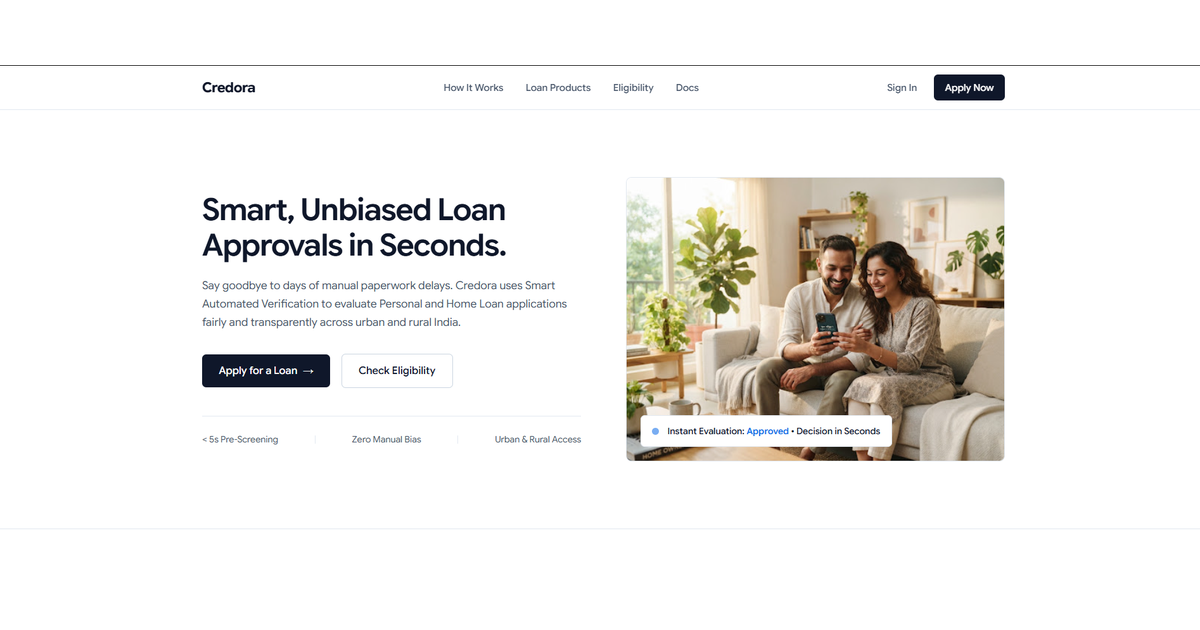 Credora
How It Works
Loan Products
Eligibility
Docs
Sign In
Apply Now
Smart, Unbiased Loan
Approvals in Seconds.
Say goodbye to days of manual paperwork delays. Credora uses Smart
Automated Verification to evaluate Personal and Home Loan applications
fairly and transparently across urban and rural India.
Apply for a Loan →
Check Eligibility
< 5s Pre-Screening
Zero Manual Bias
Urban & Rural Access
Instant Evaluation: Approved • Decision in Seconds